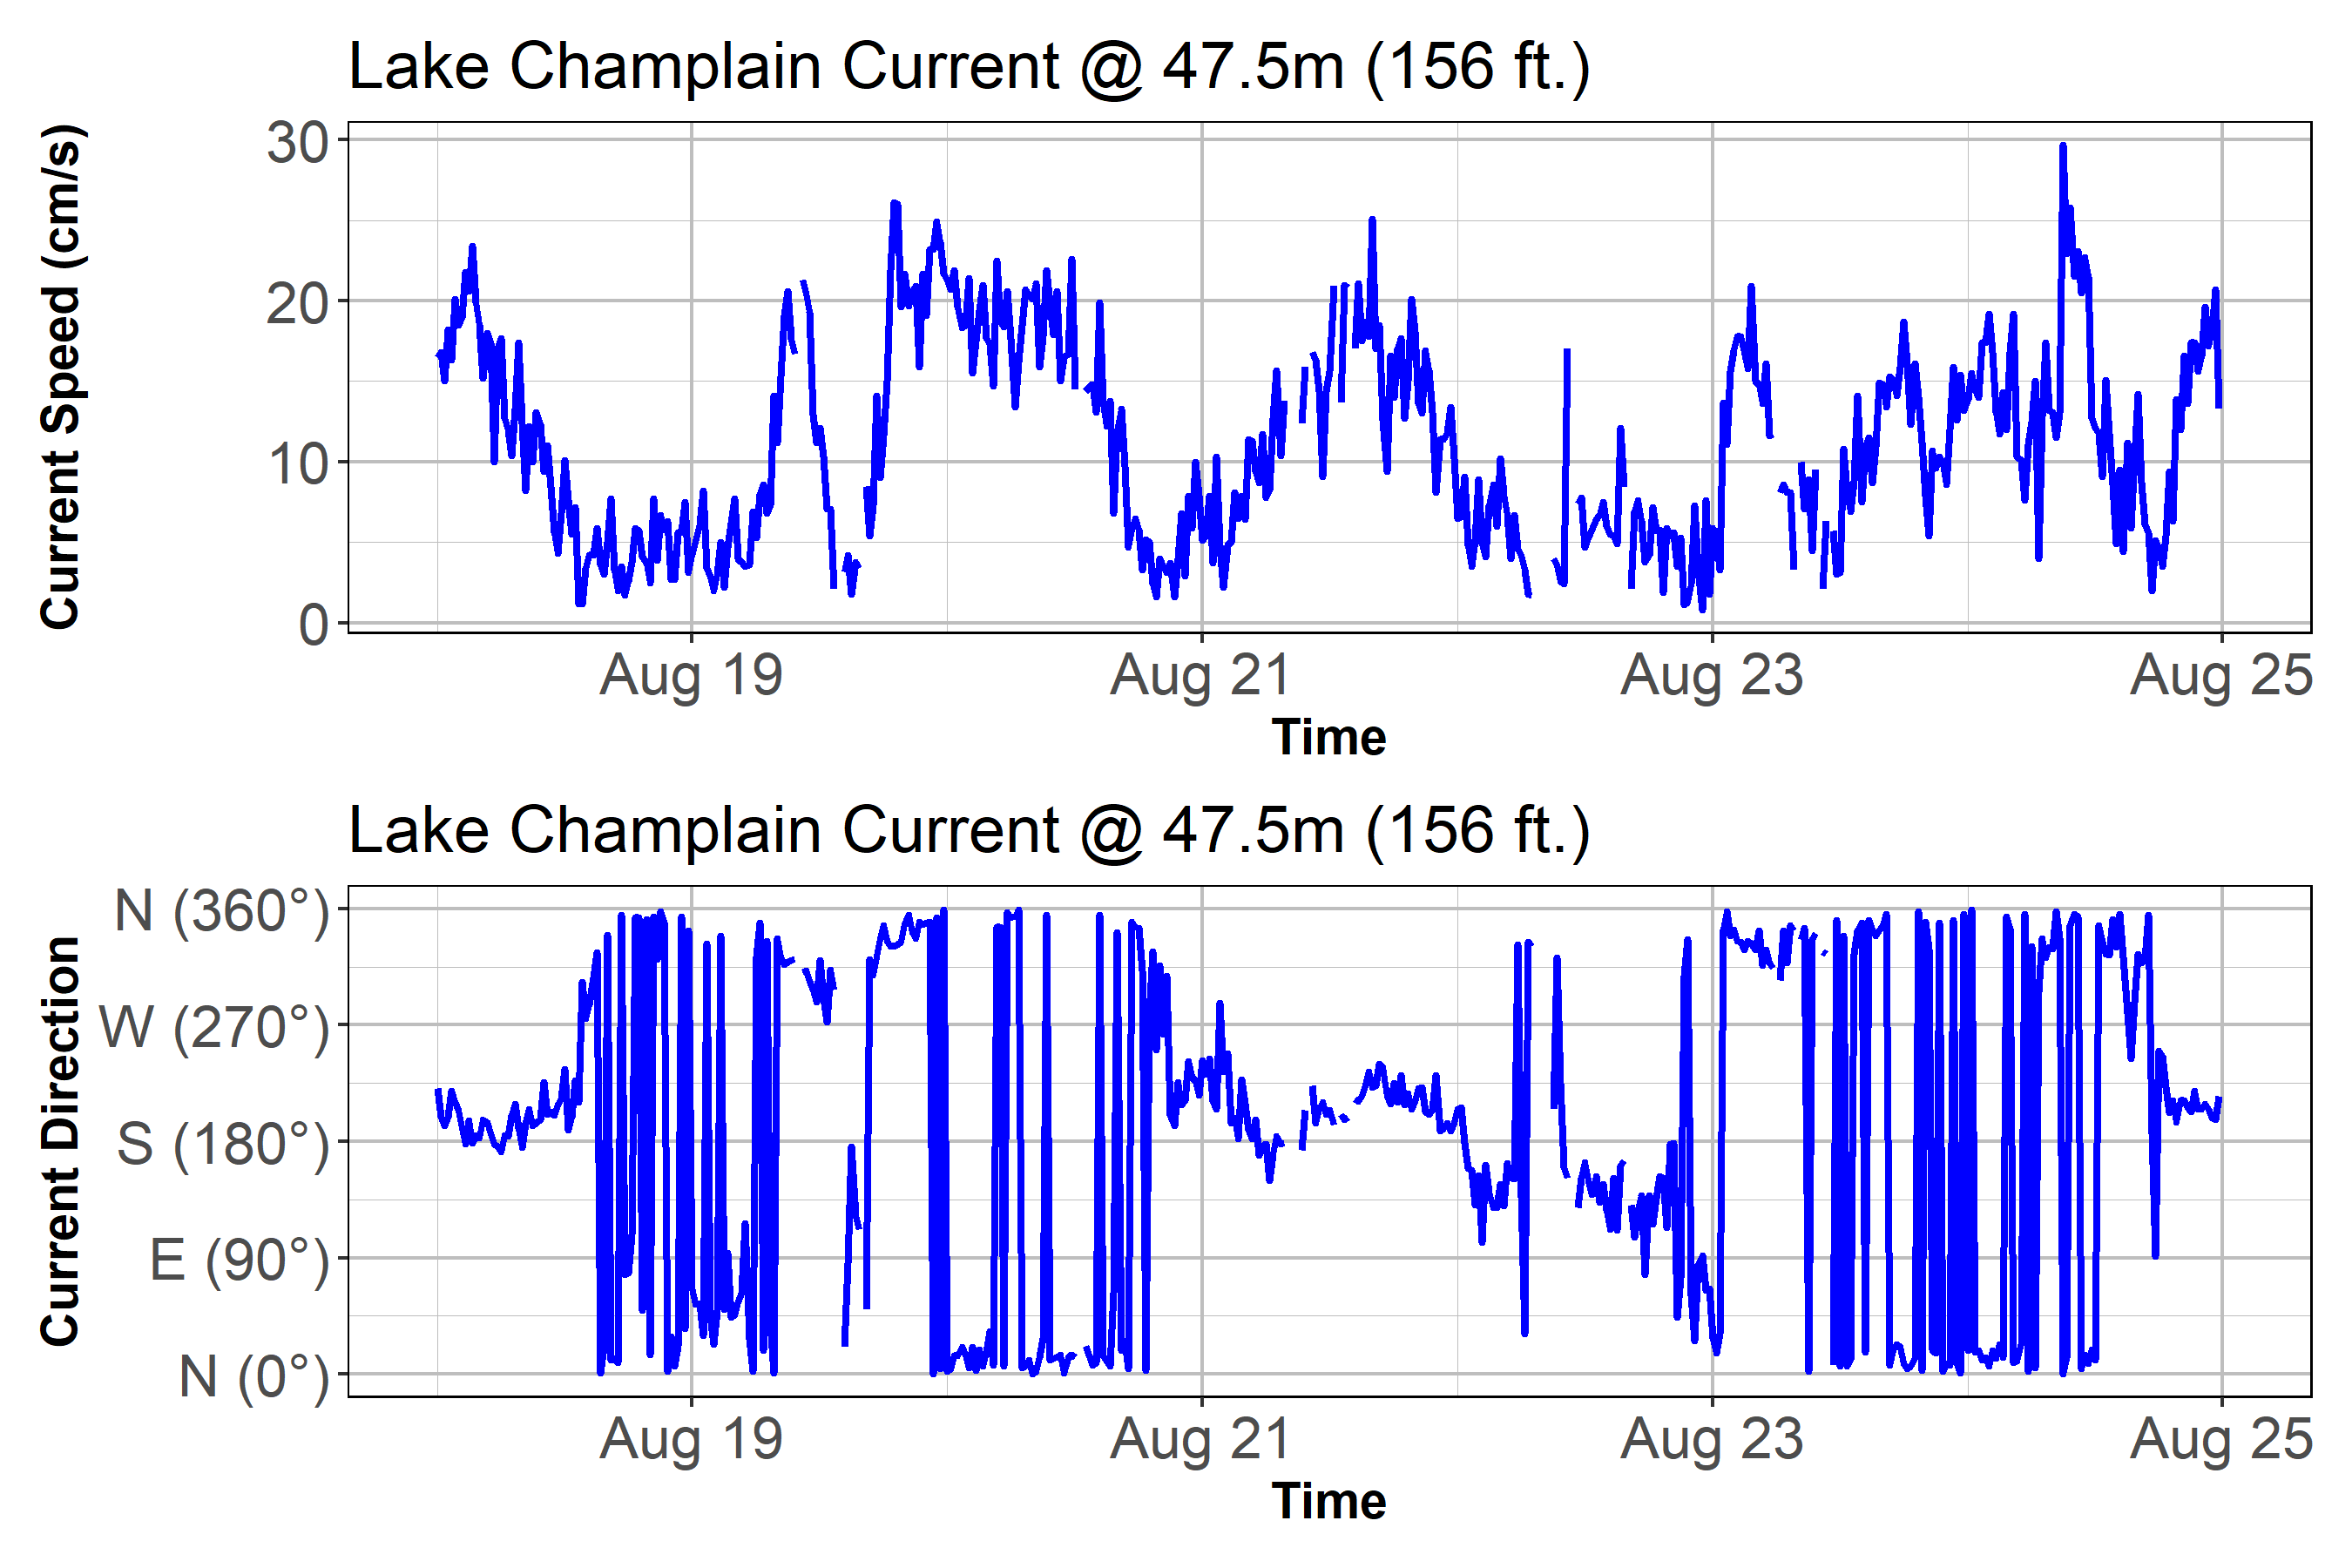 Lake Champlain Current @ 47.5m (156 ft.)
Current Speed (cm/s)
30
20
10
0
Aug 19 Aug 21 Aug 23 Aug 25
Time
Lake Champlain Current @ 47.5m (156 ft.)
Current Direction
N (360°)
W (270°)
S (180°)
E (90°)
N (0°)
Aug 19 Aug 21 Aug 23 Aug 25
Time